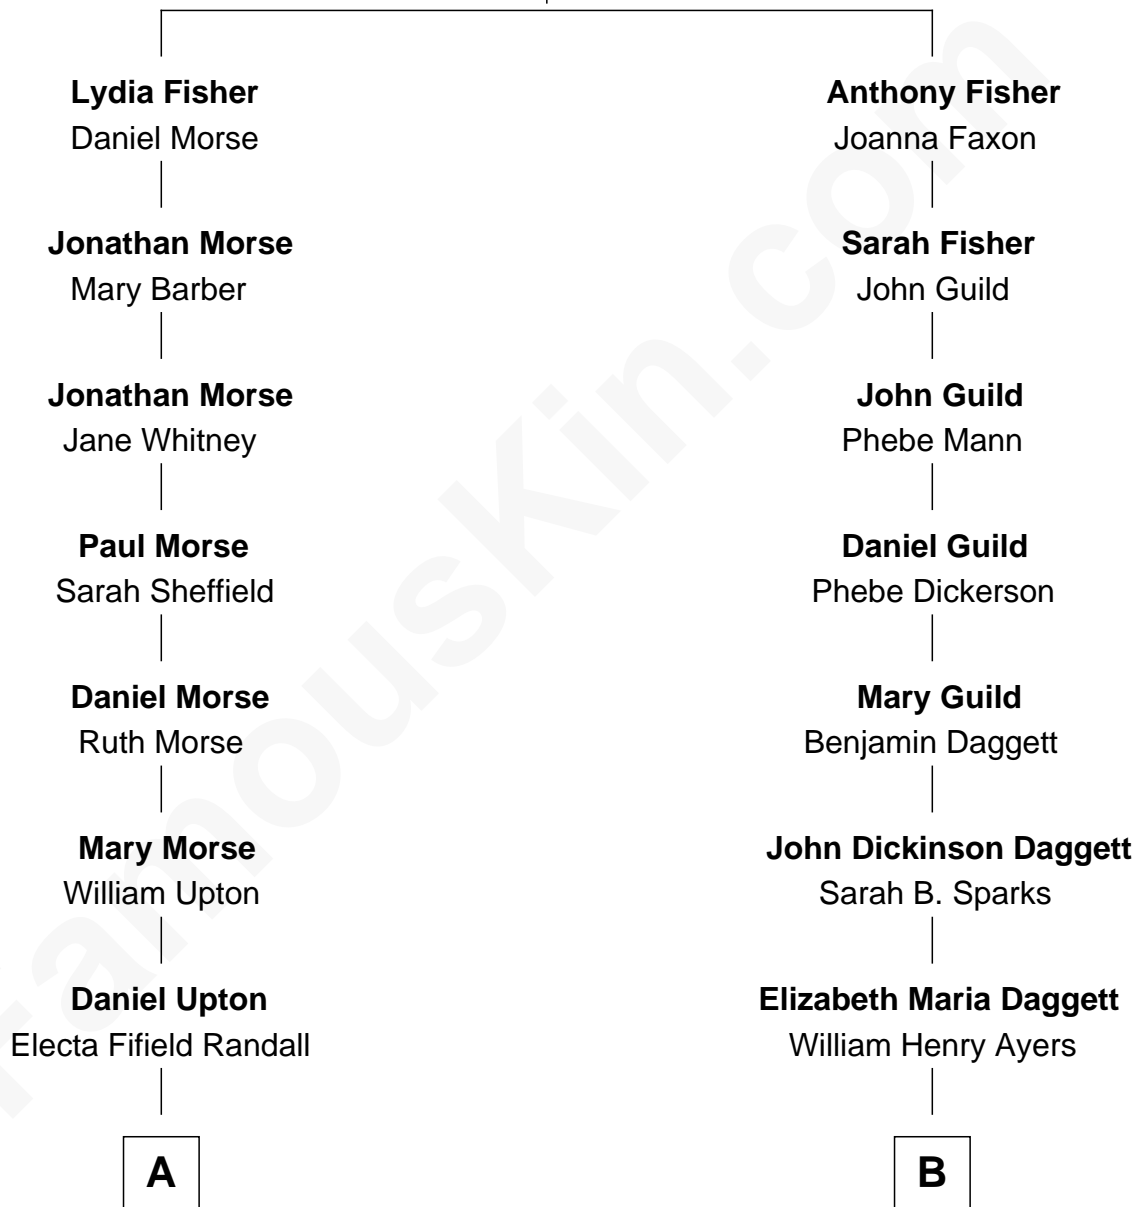 Lydia Fisher
Daniel Morse
Jonathan Morse
Mary Barber
Jonathan Morse
Jane Whitney
Paul Morse
Sarah Sheffield
Daniel Morse
Ruth Morse
Mary Morse
William Upton
Daniel Upton
Electa Fifield Randall
A
Anthony Fisher
Joanna Faxon
Sarah Fisher
John Guild
John Guild
Phebe Mann
Daniel Guild
Phebe Dickerson
Mary Guild
Benjamin Daggett
John Dickinson Daggett
Sarah B. Sparks
Elizabeth Maria Daggett
William Henry Ayers
B
FamousKin.com